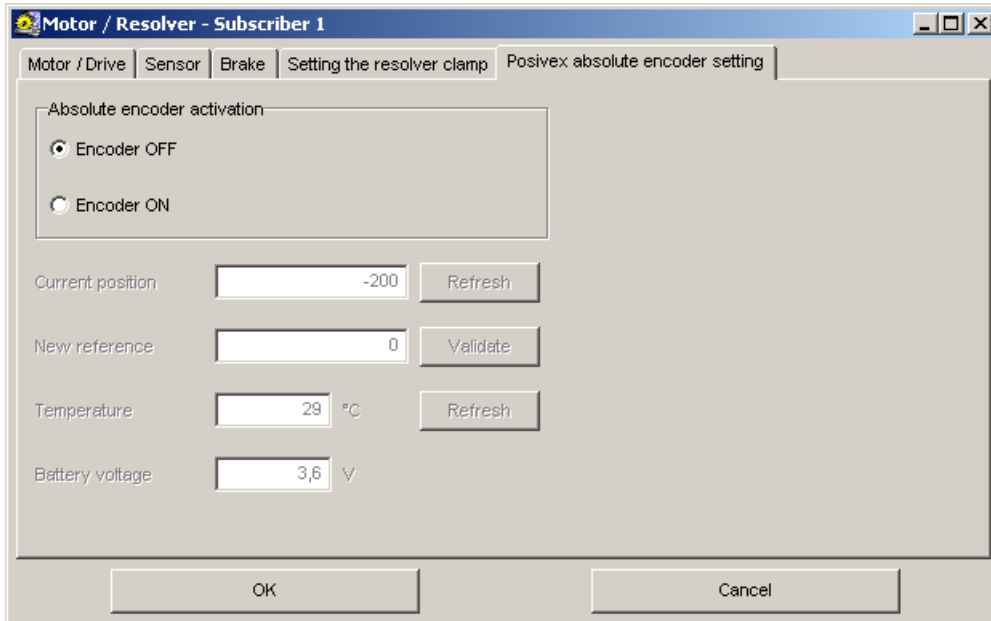 Motor / Resolver - Subscriber 1
Motor / Drive Sensor Brake Setting the resolver clamp Posivex absolute encoder setting
Absolute encoder activation
Encoder OFF
Encoder ON
Current position -200 Refresh
New reference 0 Validate
Temperature 29 °C Refresh
Battery voltage 3,6 V
OK Cancel